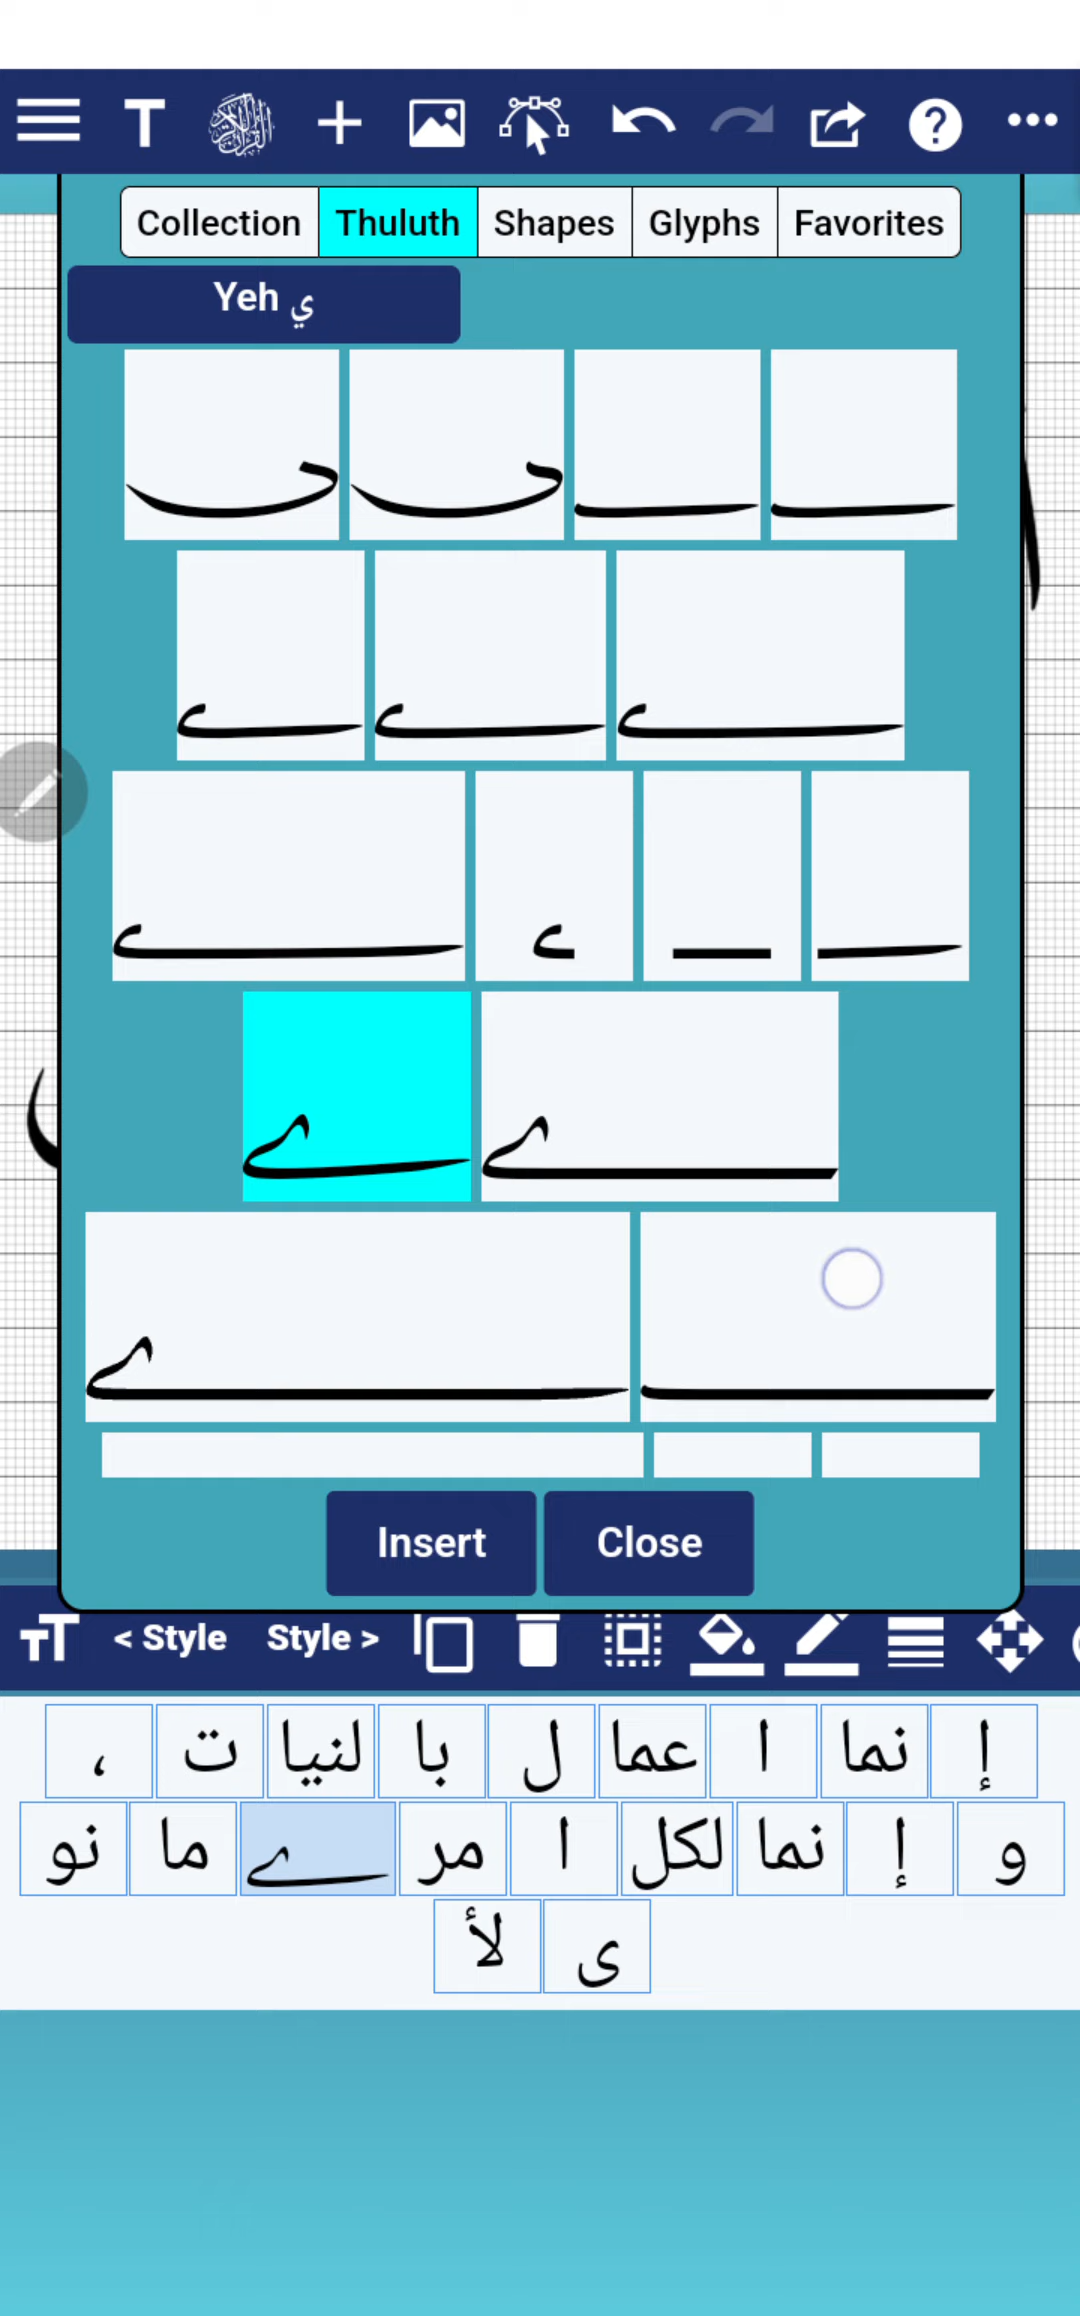 T
Collection Thuluth Shapes Glyphs Favorites
Yeh ي
Insert Close
тT < Style Style >
إ نما ا عما ل با لنيا ت ،
و إ نما لكل ا مر ے ما نو
ى لأ